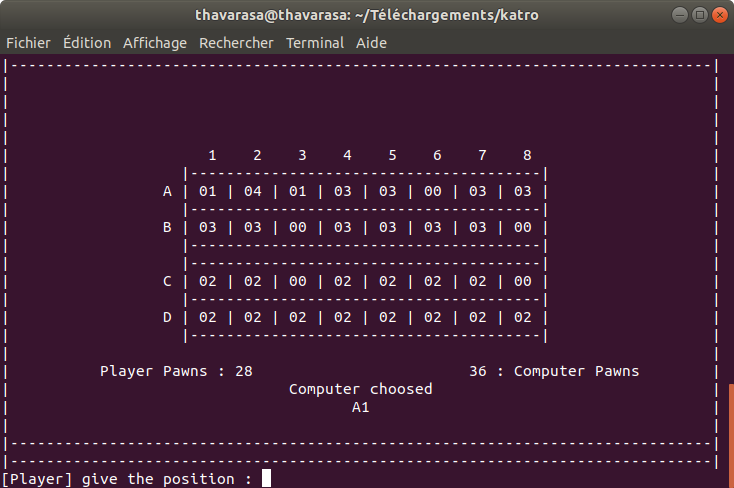 thavarasa@thavarasa: ~/Téléchargements/katro
Fichier Édition Affichage Rechercher Terminal Aide
|------------------------------------------------------------------------------|
1 2 3 4 5 6 7 8
|---------------------------------------|
A | 01 | 04 | 01 | 03 | 03 | 00 | 03 | 03 |
|---------------------------------------|
B | 03 | 03 | 00 | 03 | 03 | 03 | 03 | 00 |
|---------------------------------------|
|---------------------------------------|
C | 02 | 02 | 00 | 02 | 02 | 02 | 02 | 00 |
|---------------------------------------|
D | 02 | 02 | 02 | 02 | 02 | 02 | 02 | 02 |
|---------------------------------------|
Player Pawns : 28 36 : Computer Pawns
Computer choosed
A1
|------------------------------------------------------------------------------|
|------------------------------------------------------------------------------|
[Player] give the position :